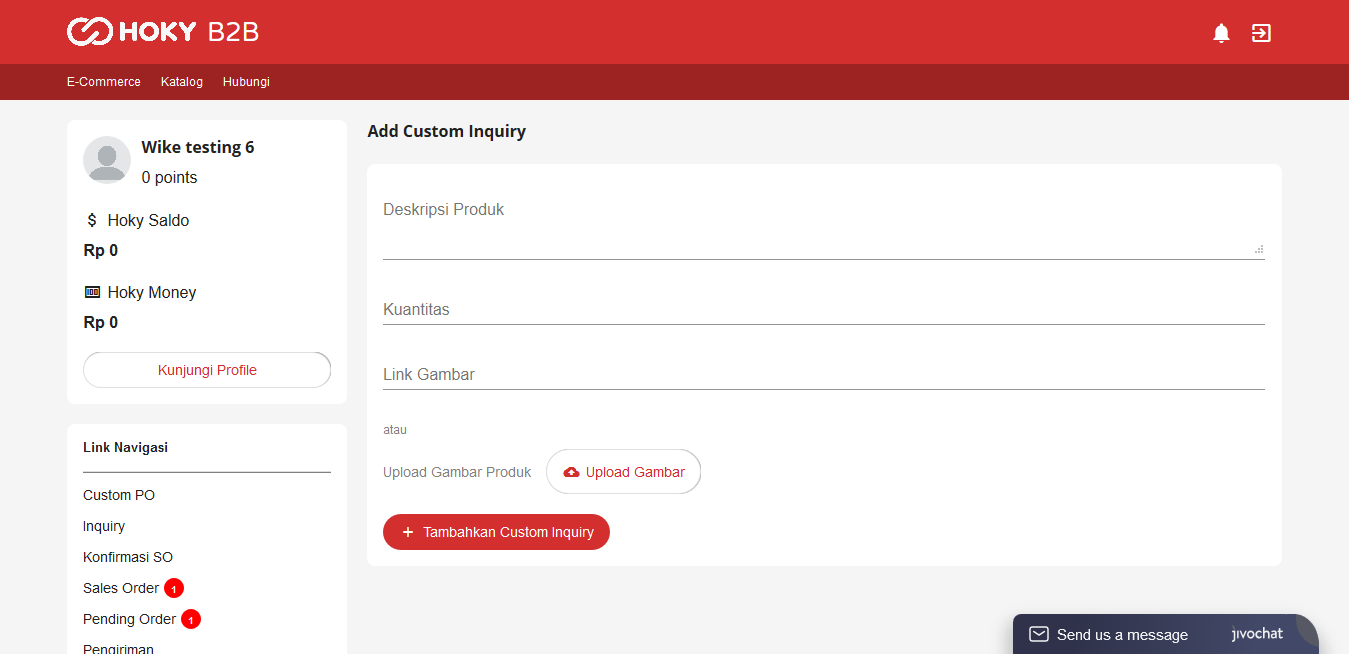 HOKY B2B
E-Commerce Katalog Hubungi
Wike testing 6
0 points
Hoky Saldo
Rp 0
Hoky Money
Rp 0
Kunjungi Profile
Link Navigasi
Custom PO
Inquiry
Konfirmasi SO
Sales Order 1
Pending Order 1
Pengiriman
Add Custom Inquiry
Deskripsi Produk
Kuantitas
Link Gambar
atau
Upload Gambar Produk Upload Gambar
+ Tambahkan Custom Inquiry
Send us a message jivochat